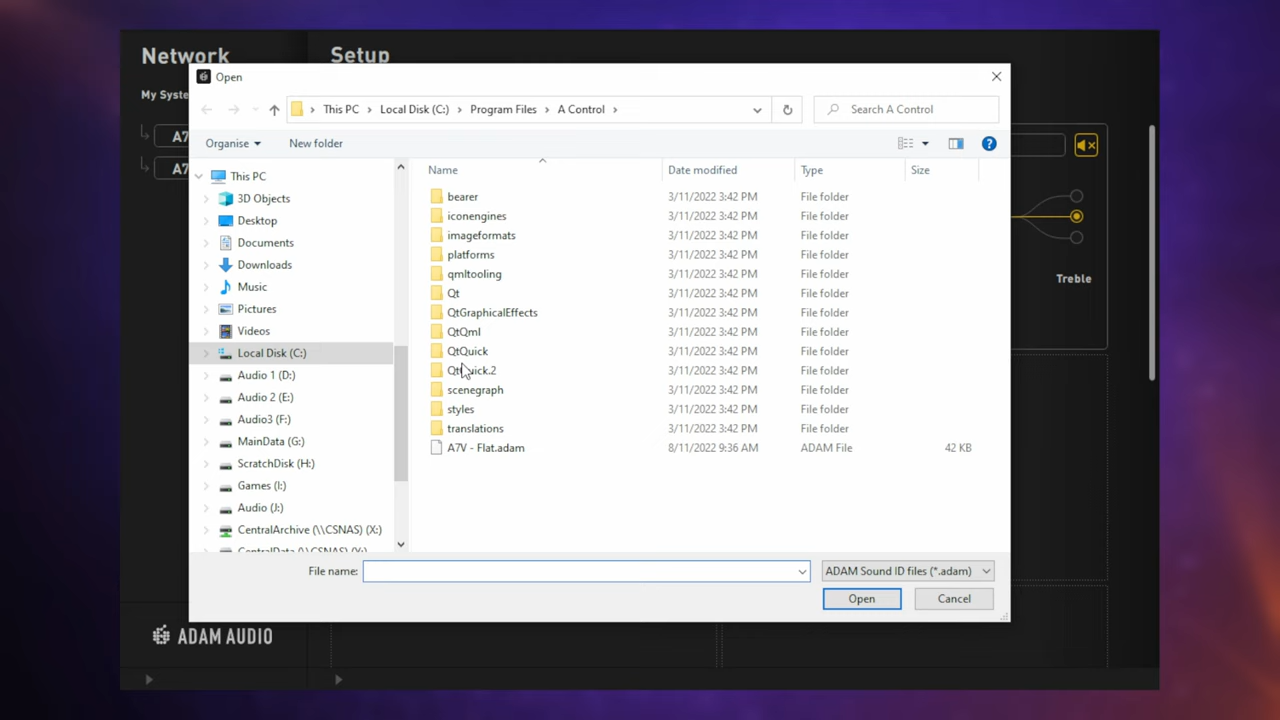 Network
Setup
Open
My Syste
This PC > Local Disk (C:) > Program Files > A Control >
Search A Control
A7
A7
Organise
New folder
This PC
3D Objects
Desktop
Documents
Downloads
Music
Pictures
Videos
Local Disk (C:)
Audio 1 (D:)
Audio 2 (E:)
Audio3 (F:)
MainData (G:)
ScratchDisk (H:)
Games (I:)
Audio (J:)
CentralArchive (\\CSNAS) (X:)
Name Date modified Type Size
bearer 3/11/2022 3:42 PM File folder
iconengines 3/11/2022 3:42 PM File folder
imageformats 3/11/2022 3:42 PM File folder
platforms 3/11/2022 3:42 PM File folder
qmltooling 3/11/2022 3:42 PM File folder
Qt 3/11/2022 3:42 PM File folder
QtGraphicalEffects 3/11/2022 3:42 PM File folder
QtQml 3/11/2022 3:42 PM File folder
QtQuick 3/11/2022 3:42 PM File folder
QtQuick.2 3/11/2022 3:42 PM File folder
scenegraph 3/11/2022 3:42 PM File folder
styles 3/11/2022 3:42 PM File folder
translations 3/11/2022 3:42 PM File folder
A7V - Flat.adam 8/11/2022 9:36 AM ADAM File 42 KB
Treble
File name:
ADAM Sound ID files (*.adam)
Open
Cancel
ADAM AUDIO